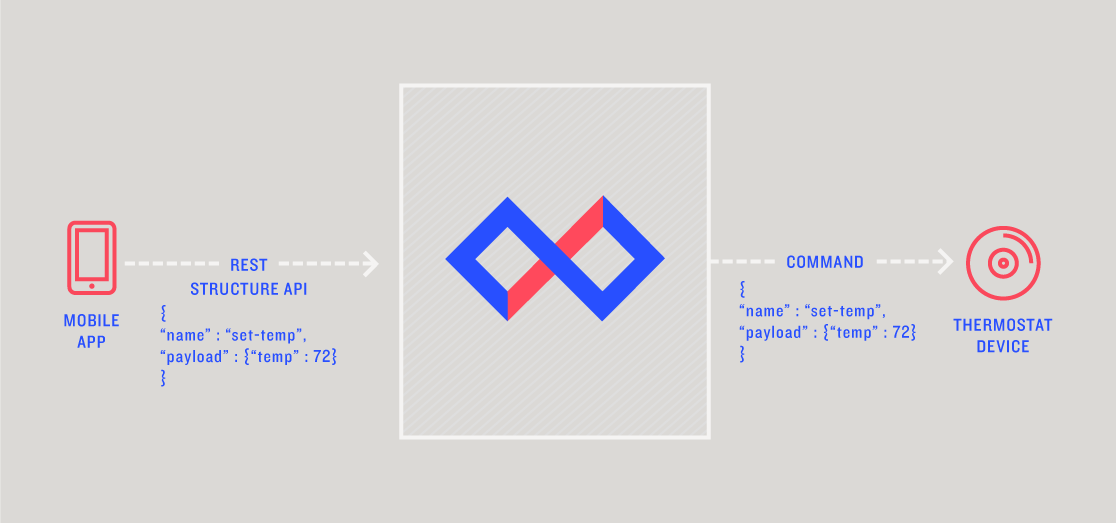 MOBILE
APP
REST
STRUCTURE API
{
“name” : “set-temp”,
“payload” : {“temp” : 72}
}
COMMAND
{
“name” : “set-temp”,
“payload” : {“temp” : 72}
}
THERMOSTAT
DEVICE